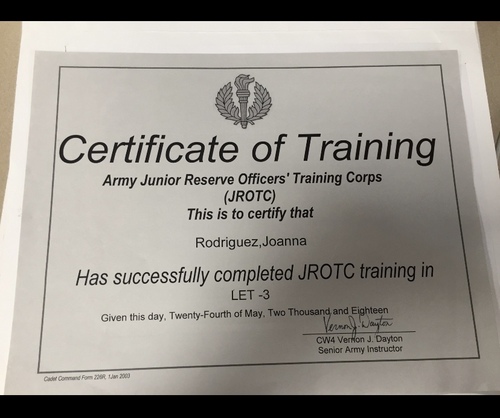 Certificate of Training
Army Junior Reserve Officers' Training Corps
(JROTC)
This is to certify that
Rodriguez,Joanna
Has successfully completed JROTC training in
LET -3
Given this day, Twenty-Fourth of May, Two Thousand and Eighteen
Vernon J. Dayton
CW4 Vernon J. Dayton
Senior Army Instructor
Cadet Command Form 226R, 1Jan 2003